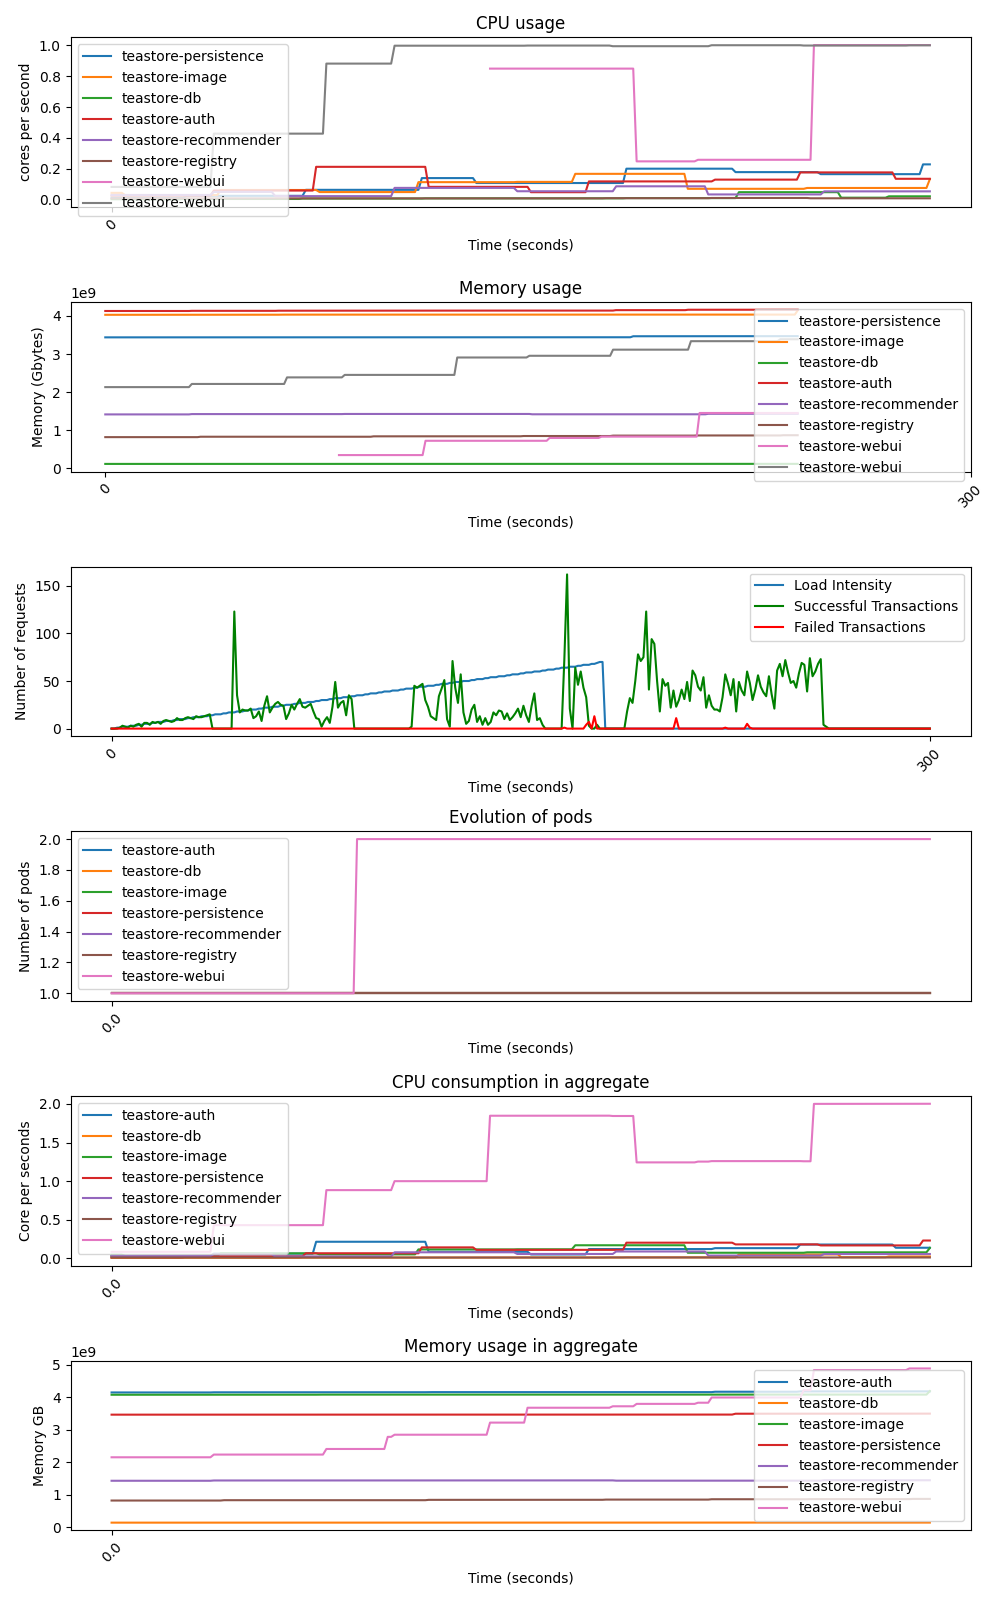 CPU usage
cores per second
1.0
0.8
0.6
0.4
0.2
0.0
teastore-persistence
teastore-image
teastore-db
teastore-auth
teastore-recommender
teastore-registry
teastore-webui
teastore-webui
0
Time (seconds)
Memory usage
1e9
Memory (Gbytes)
4
3
2
1
0
teastore-persistence
teastore-image
teastore-db
teastore-auth
teastore-recommender
teastore-registry
teastore-webui
teastore-webui
0
300
Time (seconds)
Number of requests
150
100
50
0
Load Intensity
Successful Transactions
Failed Transactions
0
300
Time (seconds)
Evolution of pods
Number of pods
2.0
1.8
1.6
1.4
1.2
1.0
teastore-auth
teastore-db
teastore-image
teastore-persistence
teastore-recommender
teastore-registry
teastore-webui
0.0
Time (seconds)
CPU consumption in aggregate
Core per seconds
2.0
1.5
1.0
0.5
0.0
teastore-auth
teastore-db
teastore-image
teastore-persistence
teastore-recommender
teastore-registry
teastore-webui
0.0
Time (seconds)
Memory usage in aggregate
1e9
Memory GB
5
4
3
2
1
0
teastore-auth
teastore-db
teastore-image
teastore-persistence
teastore-recommender
teastore-registry
teastore-webui
0.0
Time (seconds)